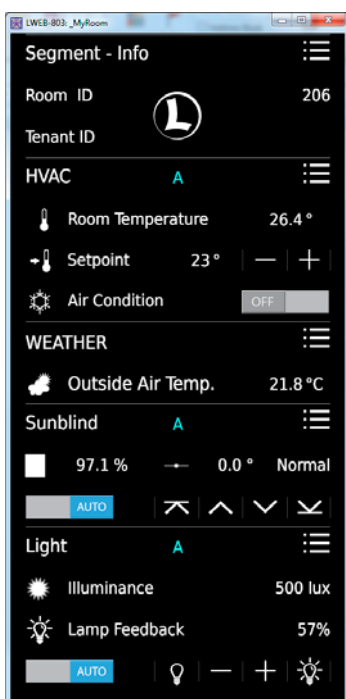 LWEB-803: _MyRoom
Segment - Info
Room ID 206
L
Tenant ID
HVAC A
Room Temperature 26.4 °
Setpoint 23 °
Air Condition OFF
WEATHER
Outside Air Temp. 21.8 °C
Sunblind A
97.1 % 0.0 ° Normal
AUTO
Light A
Illuminance 500 lux
Lamp Feedback 57%
AUTO